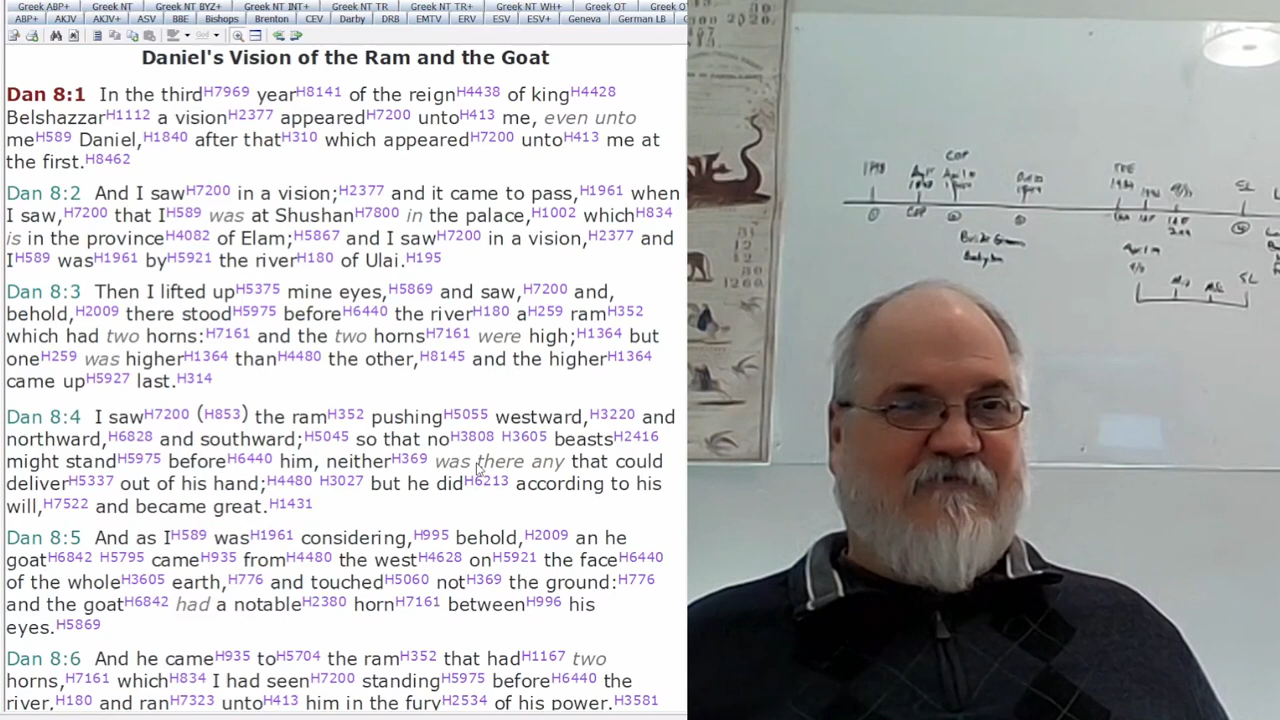 Greek ABP+ Greek NT Greek NT BYZ+ Greek NT INT+ Greek NT TR Greek NT TR+ Greek NT WH+ Greek OT Greek O
ABP+ AKJV AKJV+ ASV BBE Bishops Brenton CEV Darby DRB EMTV ERV ESV ESV+ Geneva German LB G
Daniel's Vision of the Ram and the Goat
Dan 8:1 In the thirdH7969 yearH8141 of the reignH4438 of kingH4428
BelshazzarH1112 a visionH2377 appearedH7200 untoH413 me, even unto
meH589 Daniel,H1840 after thatH310 which appearedH7200 untoH413 me at
the first.H8462
Dan 8:2 And I sawH7200 in a vision;H2377 and it came to pass,H1961 when
I saw,H7200 that IH589 was at ShushanH7800 in the palace,H1002 whichH834
is in the provinceH4082 of Elam;H5867 and I sawH7200 in a vision,H2377 and
IH589 wasH1961 byH5921 the riverH180 of Ulai.H195
Dan 8:3 Then I lifted upH5375 mine eyes,H5869 and saw,H7200 and,
behold,H2009 there stoodH5975 beforeH6440 the riverH180 aH259 ramH352
which had two horns:H7161 and the two hornsH7161 were high;H1364 but
oneH259 was higherH1364 thanH4480 the other,H8145 and the higherH1364
came upH5927 last.H314
Dan 8:4 I sawH7200 (H853) the ramH352 pushingH5055 westward,H3220 and
northward,H6828 and southward;H5045 so that noH3808 H3605 beastsH2416
might standH5975 beforeH6440 him, neitherH369 was there any that could
deliverH5337 out of his hand;H4480 H3027 but he didH6213 according to his
will,H7522 and became great.H1431
Dan 8:5 And as IH589 wasH1961 considering,H995 behold,H2009 an he
goatH6842 H5795 cameH935 fromH4480 the westH4628 onH5921 the faceH6440
of the wholeH3605 earth,H776 and touchedH5060 notH369 the ground:H776
and the goatH6842 had a notableH2380 hornH7161 betweenH996 his
eyes.H5869
Dan 8:6 And he cameH935 toH5704 the ramH352 that hadH1167 two
horns,H7161 whichH834 I had seenH7200 standingH5975 beforeH6440 the
river,H180 and ranH7323 untoH413 him in the furyH2534 of his power.H3581
12
12
30
1260
1798
COP
TOE
1989
SL
COP
Babylon
SL